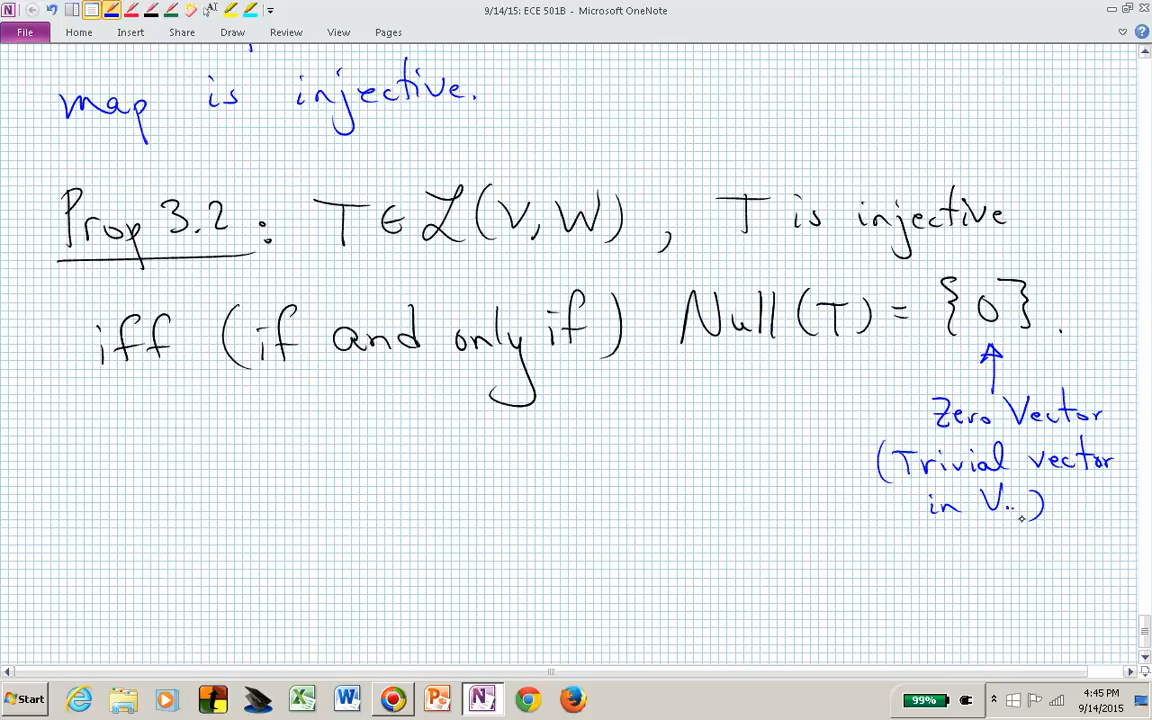 9/14/15: ECE 501B - Microsoft OneNote
File Home Insert Share Draw Review View Pages
map is injective.
Prop 3.2 : T ∈ L(V, W) , T is injective
iff (if and only if) Null(T) = {0} .
Zero Vector
(Trivial vector
in V..)
Start
99%
4:45 PM
9/14/2015